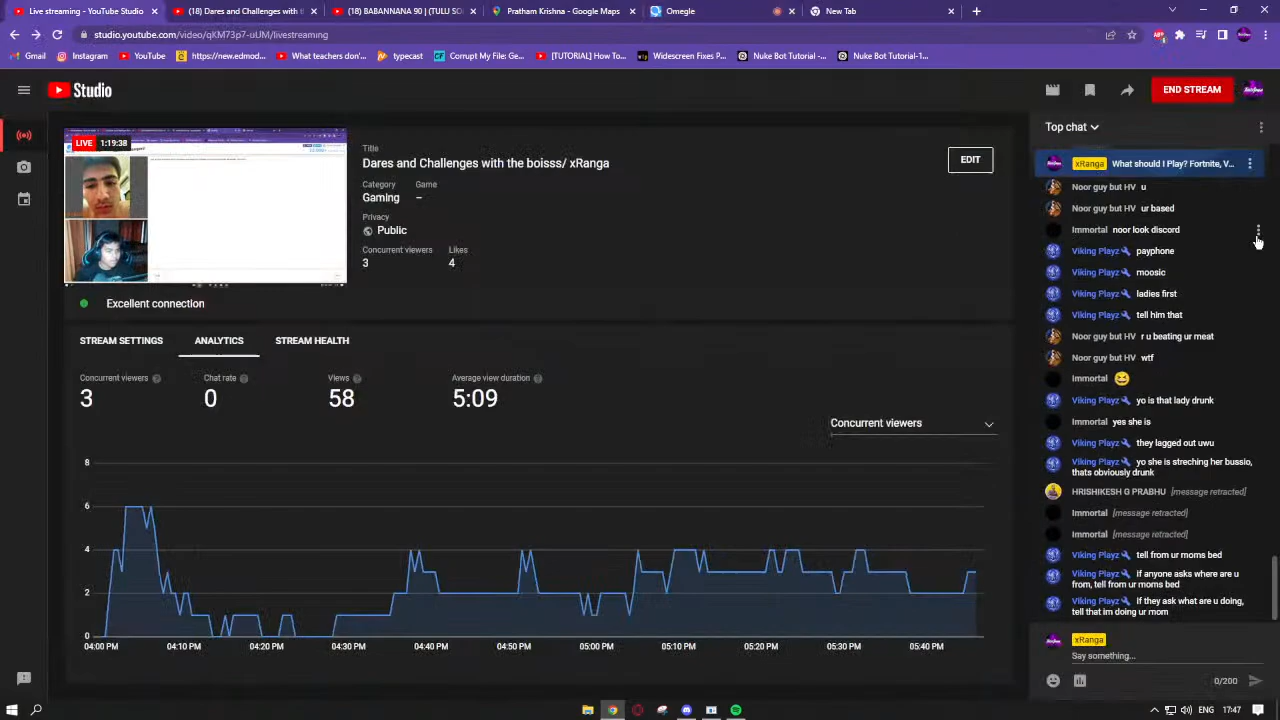 Live streaming - YouTube Studio
(18) Dares and Challenges with t
(18) BABANNANA 90 | (TULU SO
Pratham Krishna - Google Maps
Omegle
New Tab
studio.youtube.com/video/qKM73p7-uUM/livestreaming
Gmail
Instagram
YouTube
https://new.edmod...
What teachers don'...
typecast
Corrupt My File: Ge...
[TUTORIAL] How To...
Widescreen Fixes P...
Nuke Bot Tutorial-...
Nuke Bot Tutorial-1...
Studio
END STREAM
LIVE
1:19:38
Title
Dares and Challenges with the boisss/ xRanga
EDIT
Category
Game
Gaming
–
Privacy
Public
Concurrent viewers
Likes
3
4
Excellent connection
STREAM SETTINGS
ANALYTICS
STREAM HEALTH
Concurrent viewers
Chat rate
Views
Average view duration
3
0
58
5:09
Concurrent viewers
8
6
4
2
0
04:00 PM
04:10 PM
04:20 PM
04:30 PM
04:40 PM
04:50 PM
05:00 PM
05:10 PM
05:20 PM
05:30 PM
05:40 PM
Top chat
xRanga What should I Play? Fortnite, V...
Noor guy but HV u
Noor guy but HV ur based
Immortal noor look discord
Viking Playz payphone
Viking Playz moosic
Viking Playz ladies first
Viking Playz tell him that
Noor guy but HV r u beating ur meat
Noor guy but HV wtf
Immortal 😆
Viking Playz yo is that lady drunk
Immortal yes she is
Viking Playz they lagged out uwu
Viking Playz yo she is streching her bussio,
thats obviously drunk
HRISHIKESH G PRABHU [message retracted]
Immortal [message retracted]
Immortal [message retracted]
Viking Playz tell from ur moms bed
Viking Playz if anyone asks where are u
from, tell from ur moms bed
Viking Playz if they ask what are u doing,
tell that im doing ur mom
xRanga
Say something...
0/200
ENG
17:47